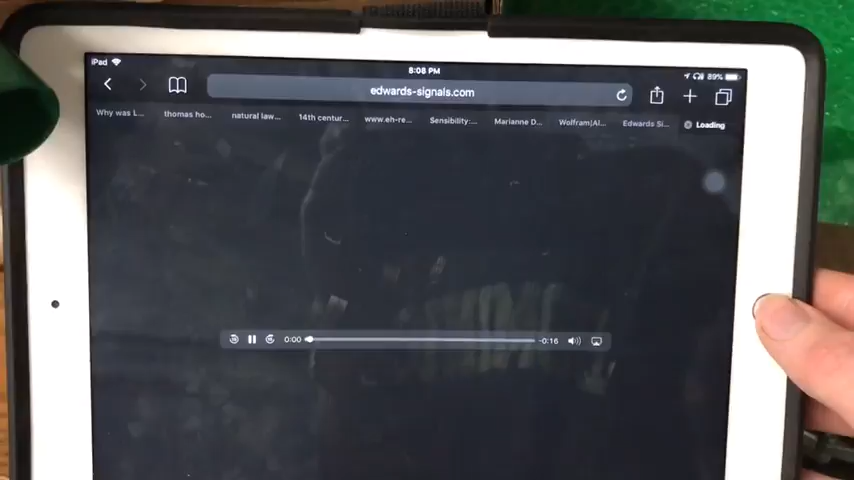 iPad 8:08 PM 89%
edwards-signals.com
Why was L... thomas ho... natural law... 14th centur... www.eh-re... Sensibility:... Marianne D... Wolfram|Al... Edwards Si... Loading
0:00 -0:16